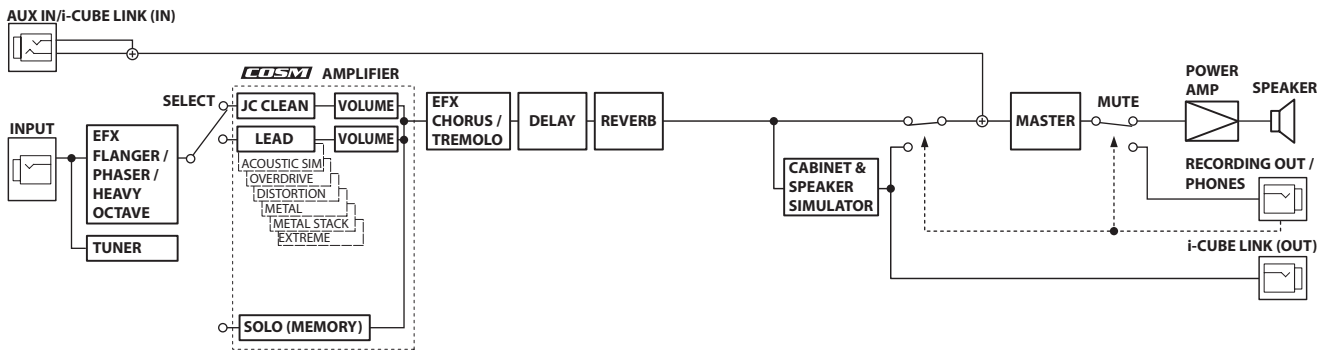 AUX IN/i-CUBE LINK (IN)
COSM AMPLIFIER
SELECT
INPUT
EFX
FLANGER /
PHASER /
HEAVY
OCTAVE
TUNER
JC CLEAN
VOLUME
LEAD
VOLUME
ACOUSTIC SIM
OVERDRIVE
DISTORTION
METAL
METAL STACK
EXTREME
SOLO (MEMORY)
EFX
CHORUS /
TREMOLO
DELAY
REVERB
CABINET &
SPEAKER
SIMULATOR
MASTER
MUTE
POWER
AMP
SPEAKER
RECORDING OUT /
PHONES
i-CUBE LINK (OUT)